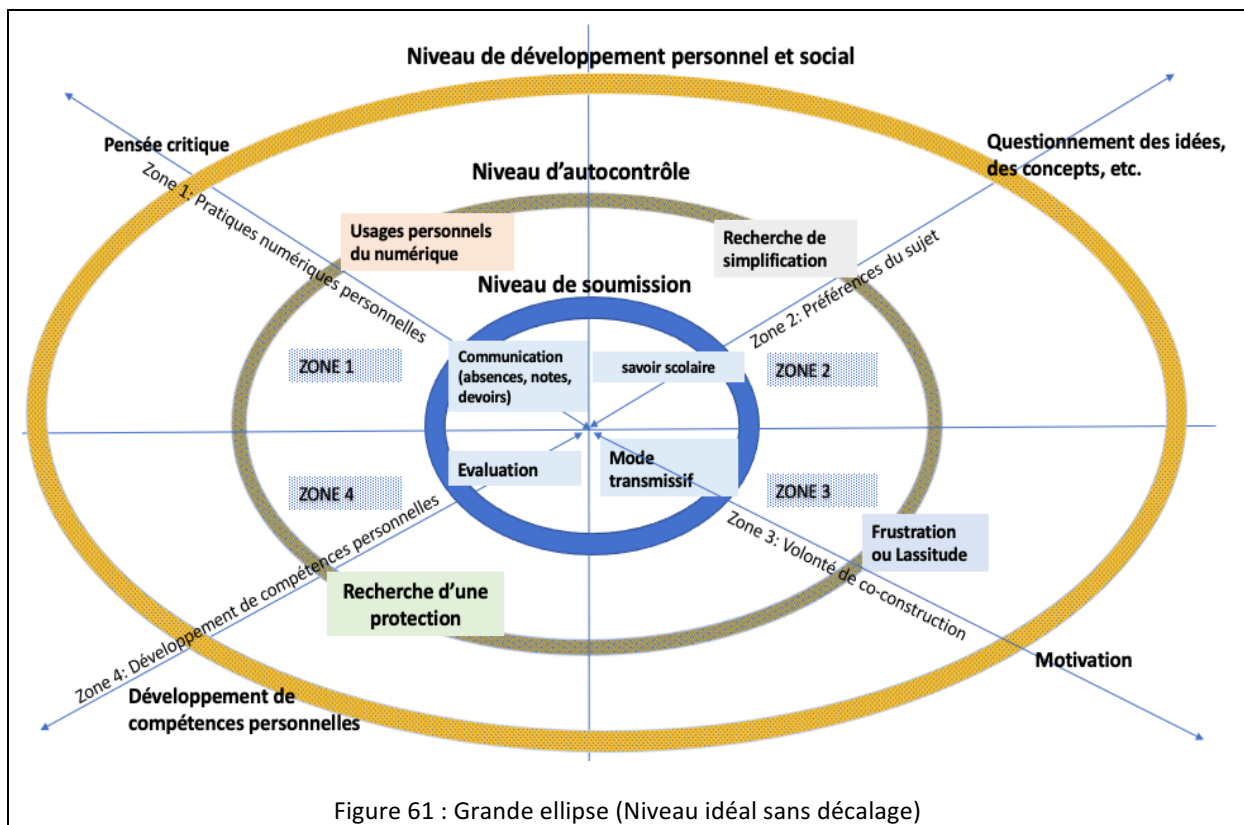 Niveau de développement personnel et social
Pensée critique
Questionnement des idées,
des concepts, etc.
Zone 1: Pratiques numériques personnelles
Niveau d'autocontrôle
Usages personnels
du numérique
Recherche de
simplification
Zone 2: Préférences du sujet
Niveau de soumission
ZONE 1
Communication
(absences, notes,
devoirs)
savoir scolaire
ZONE 2
Evaluation
Mode
transmissif
ZONE 4
ZONE 3
Zone 4: Développement de compétences personnelles
Zone 3: Volonté de co-construction
Frustration
ou Lassitude
Recherche d'une
protection
Motivation
Développement de
compétences personnelles
Figure 61 : Grande ellipse (Niveau idéal sans décalage)